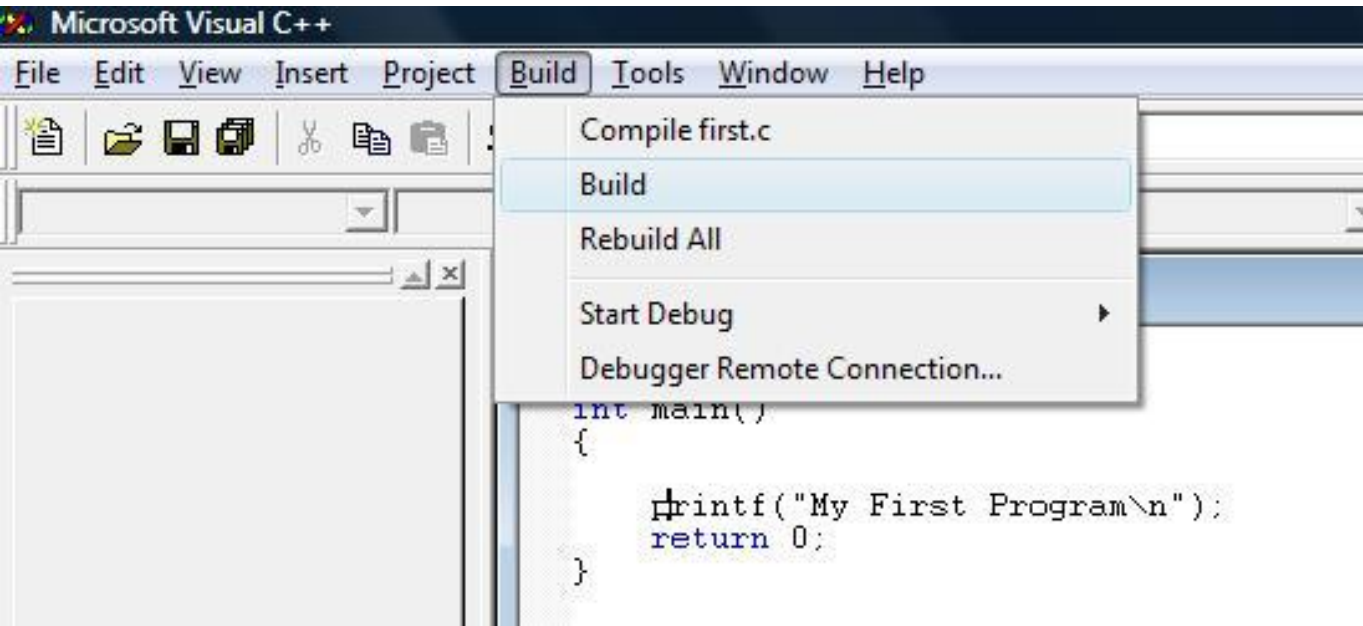 Microsoft Visual C++
File Edit View Insert Project Build Tools Window Help
Compile first.c
Build
Rebuild All
Start Debug
Debugger Remote Connection...
int main()
{
printf("My First Program\n");
return 0;
}